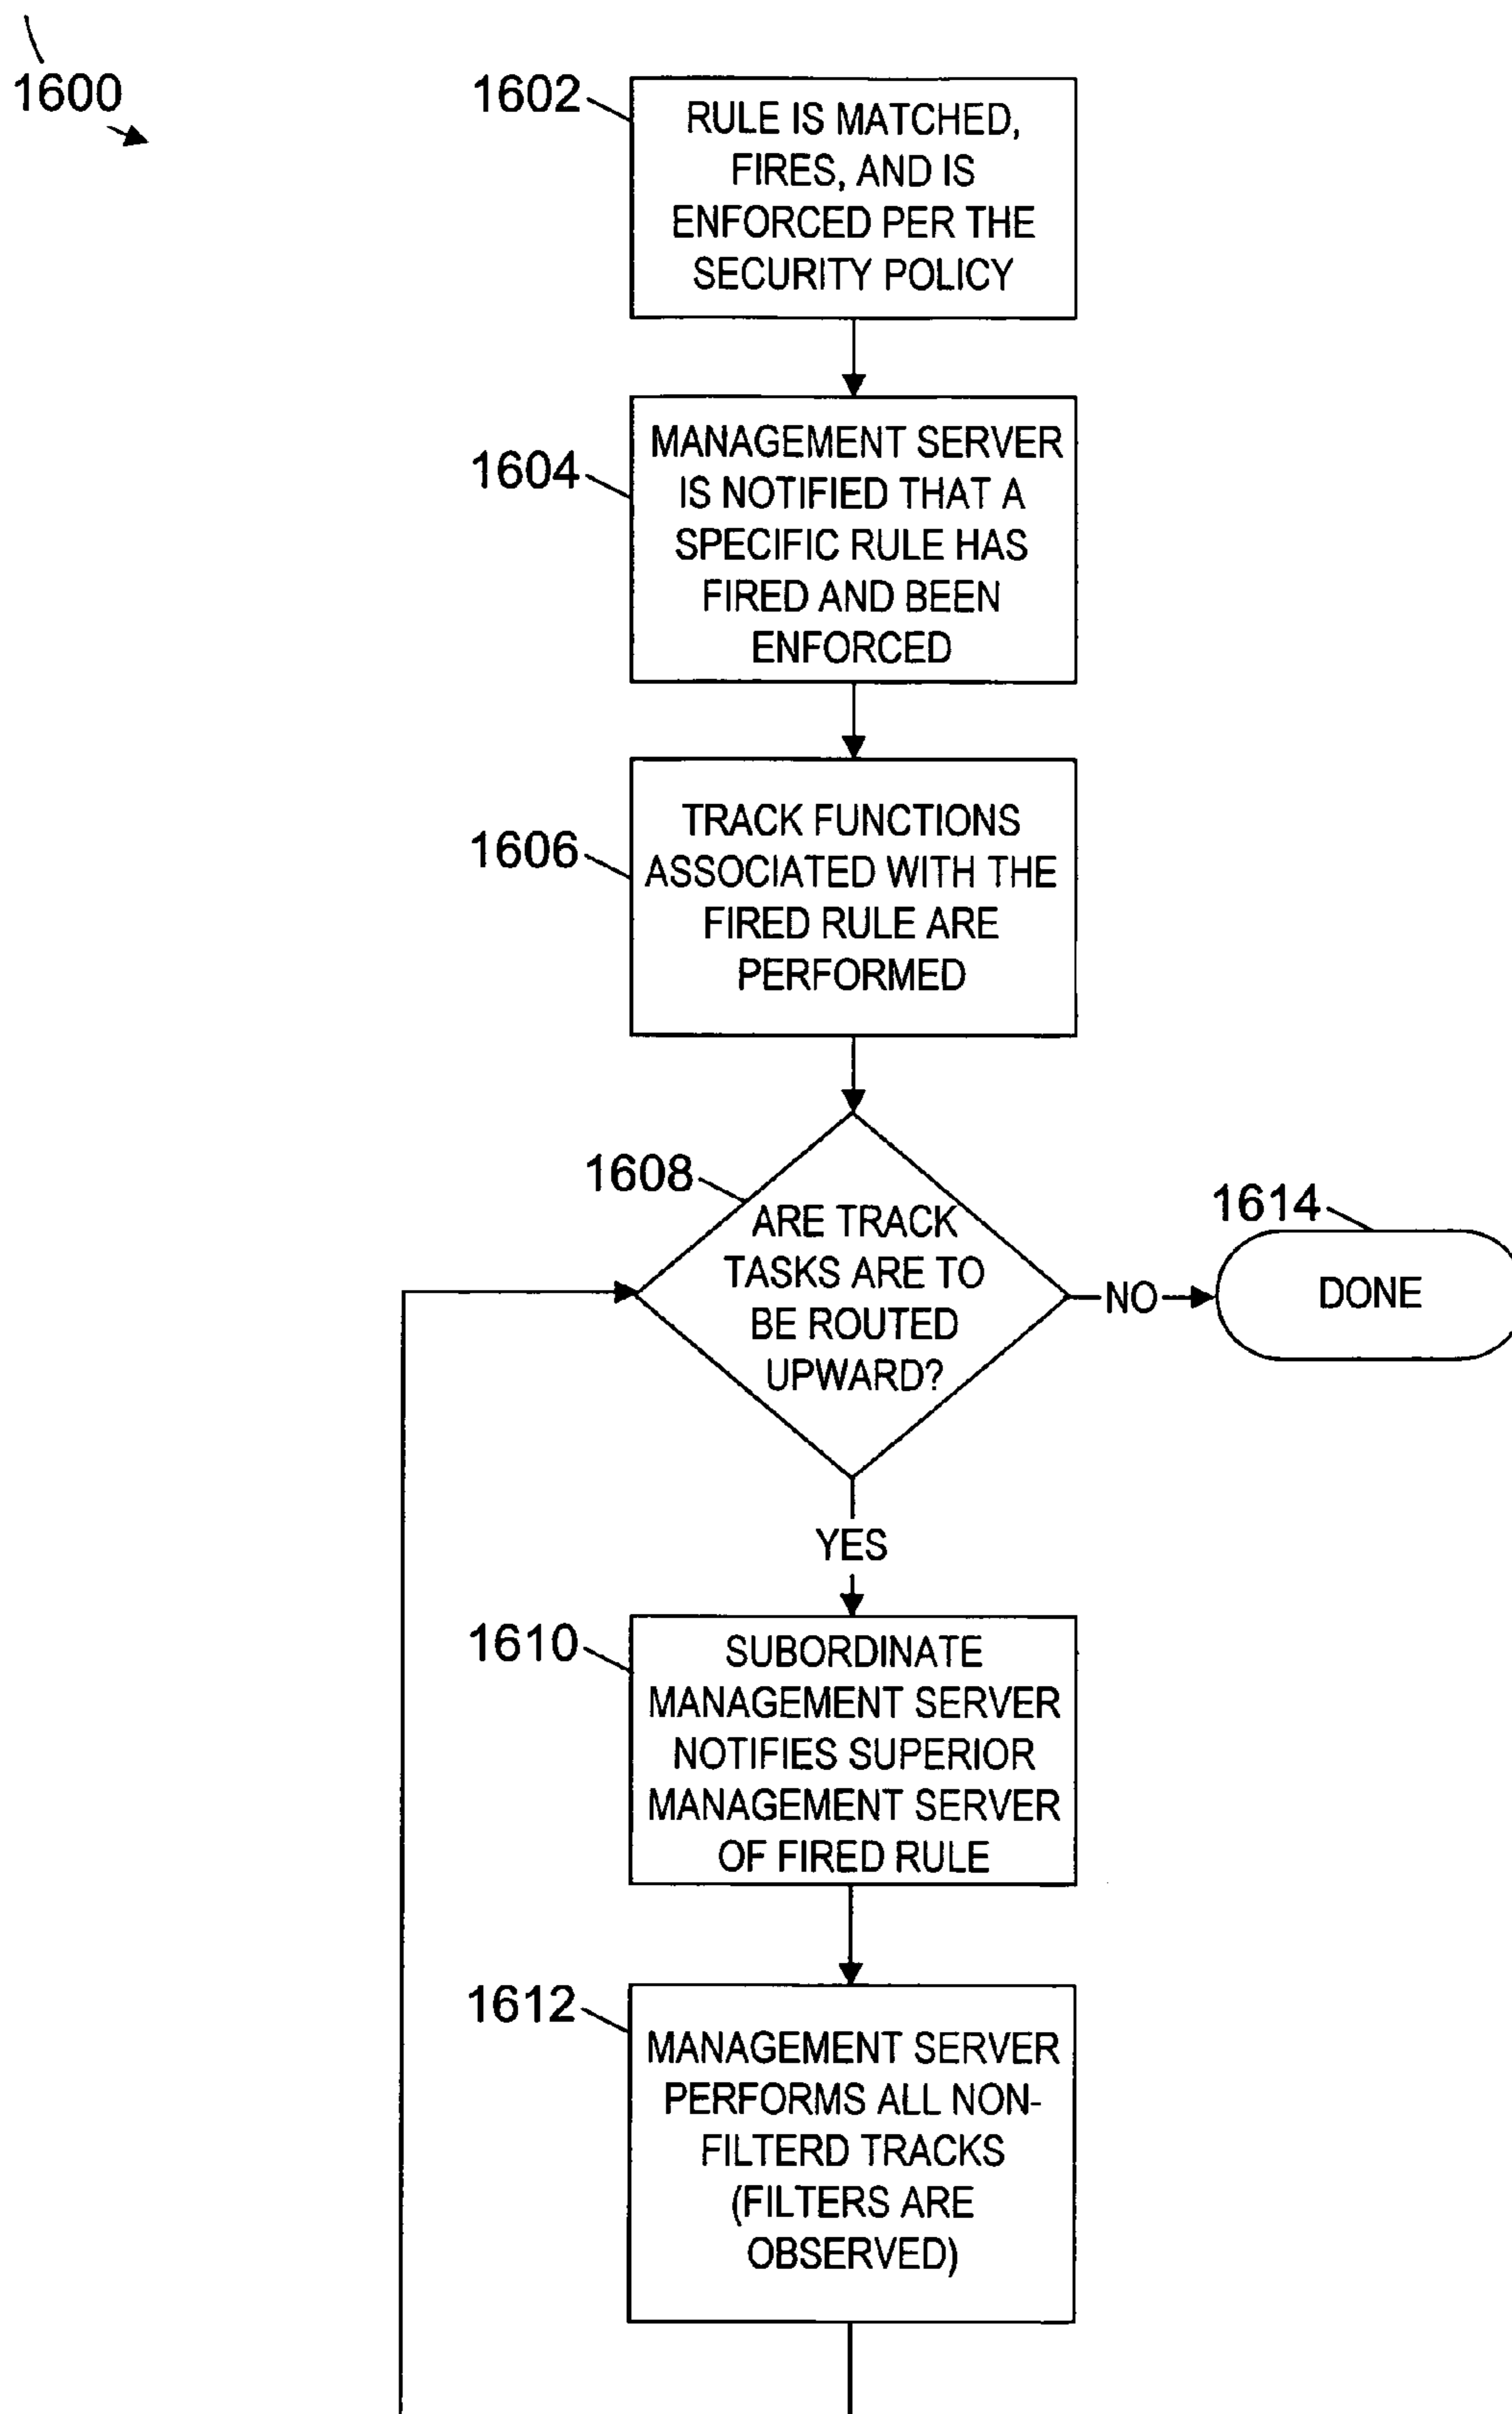 1600
1602
RULE IS MATCHED,
FIRES, AND IS
ENFORCED PER THE
SECURITY POLICY
1604
MANAGEMENT SERVER
IS NOTIFIED THAT A
SPECIFIC RULE HAS
FIRED AND BEEN
ENFORCED
1606
TRACK FUNCTIONS
ASSOCIATED WITH THE
FIRED RULE ARE
PERFORMED
1608
ARE TRACK
TASKS ARE TO
BE ROUTED
UPWARD?
NO
1614
DONE
YES
1610
SUBORDINATE
MANAGEMENT SERVER
NOTIFIES SUPERIOR
MANAGEMENT SERVER
OF FIRED RULE
1612
MANAGEMENT SERVER
PERFORMS ALL NON-
FILTERD TRACKS
(FILTERS ARE
OBSERVED)